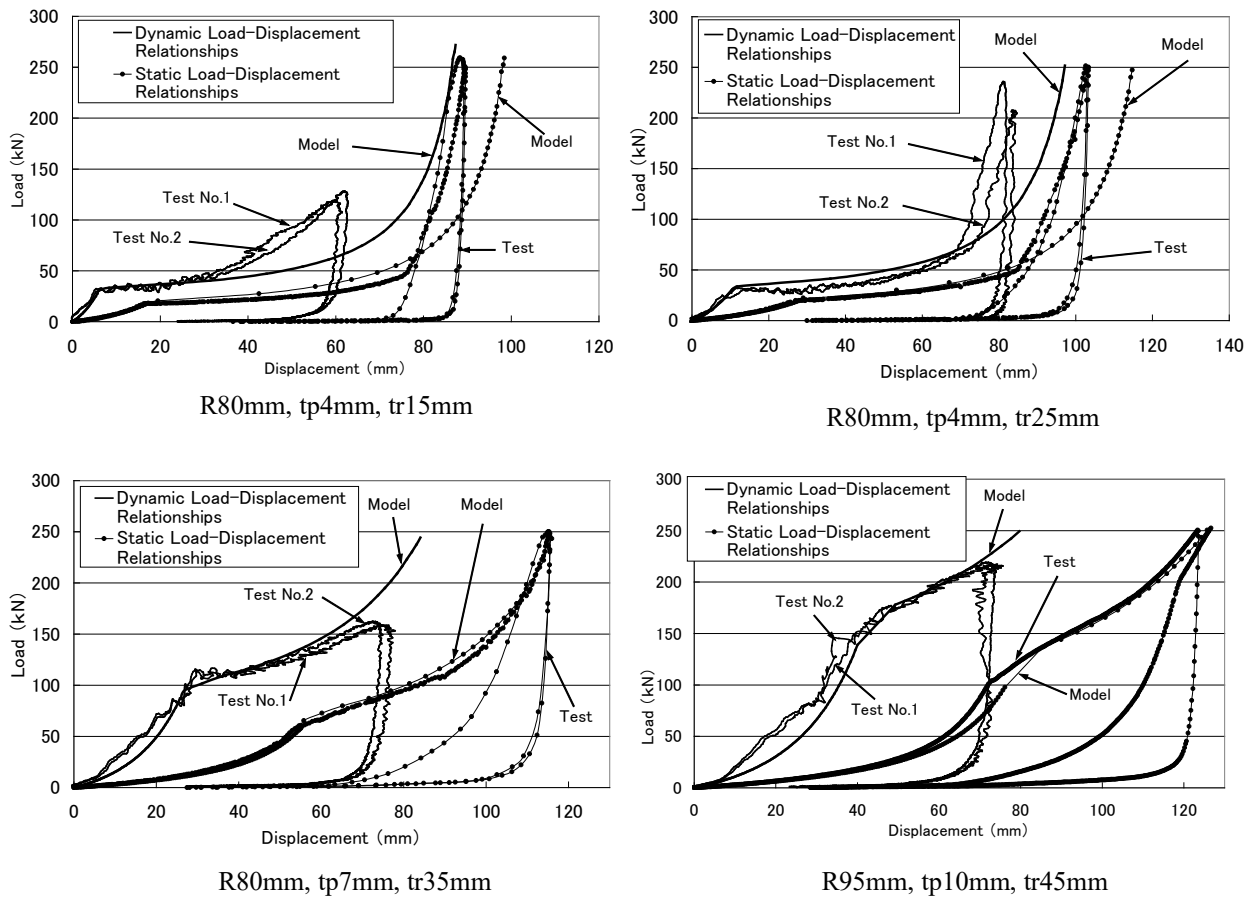 300
250
200
150
100
50
0
Load (kN)
Dynamic Load-Displacement
Relationships
Static Load-Displacement
Relationships
Model
Model
Test No.1
Test No.2
Test
0 20 40 60 80 100 120
Displacement (mm)
R80mm, tp4mm, tr15mm
300
250
200
150
100
50
0
Load (kN)
Dynamic Load-Displacement
Relationships
Static Load-Displacement
Relationships
Model
Model
Test No.1
Test No.2
Test
0 20 40 60 80 100 120 140
Displacement (mm)
R80mm, tp4mm, tr25mm
300
250
200
150
100
50
0
Load (kN)
Dynamic Load-Displacement
Relationships
Static Load-Displacement
Relationships
Model
Model
Test No.2
Test No.1
Test
0 20 40 60 80 100 120
Displacement (mm)
R80mm, tp7mm, tr35mm
300
250
200
150
100
50
0
Load (kN)
Dynamic Load-Displacement
Relationships
Static Load-Displacement
Relationships
Model
Test
Test No.2
Test No.1
Model
0 20 40 60 80 100 120
Displacement (mm)
R95mm, tp10mm, tr45mm